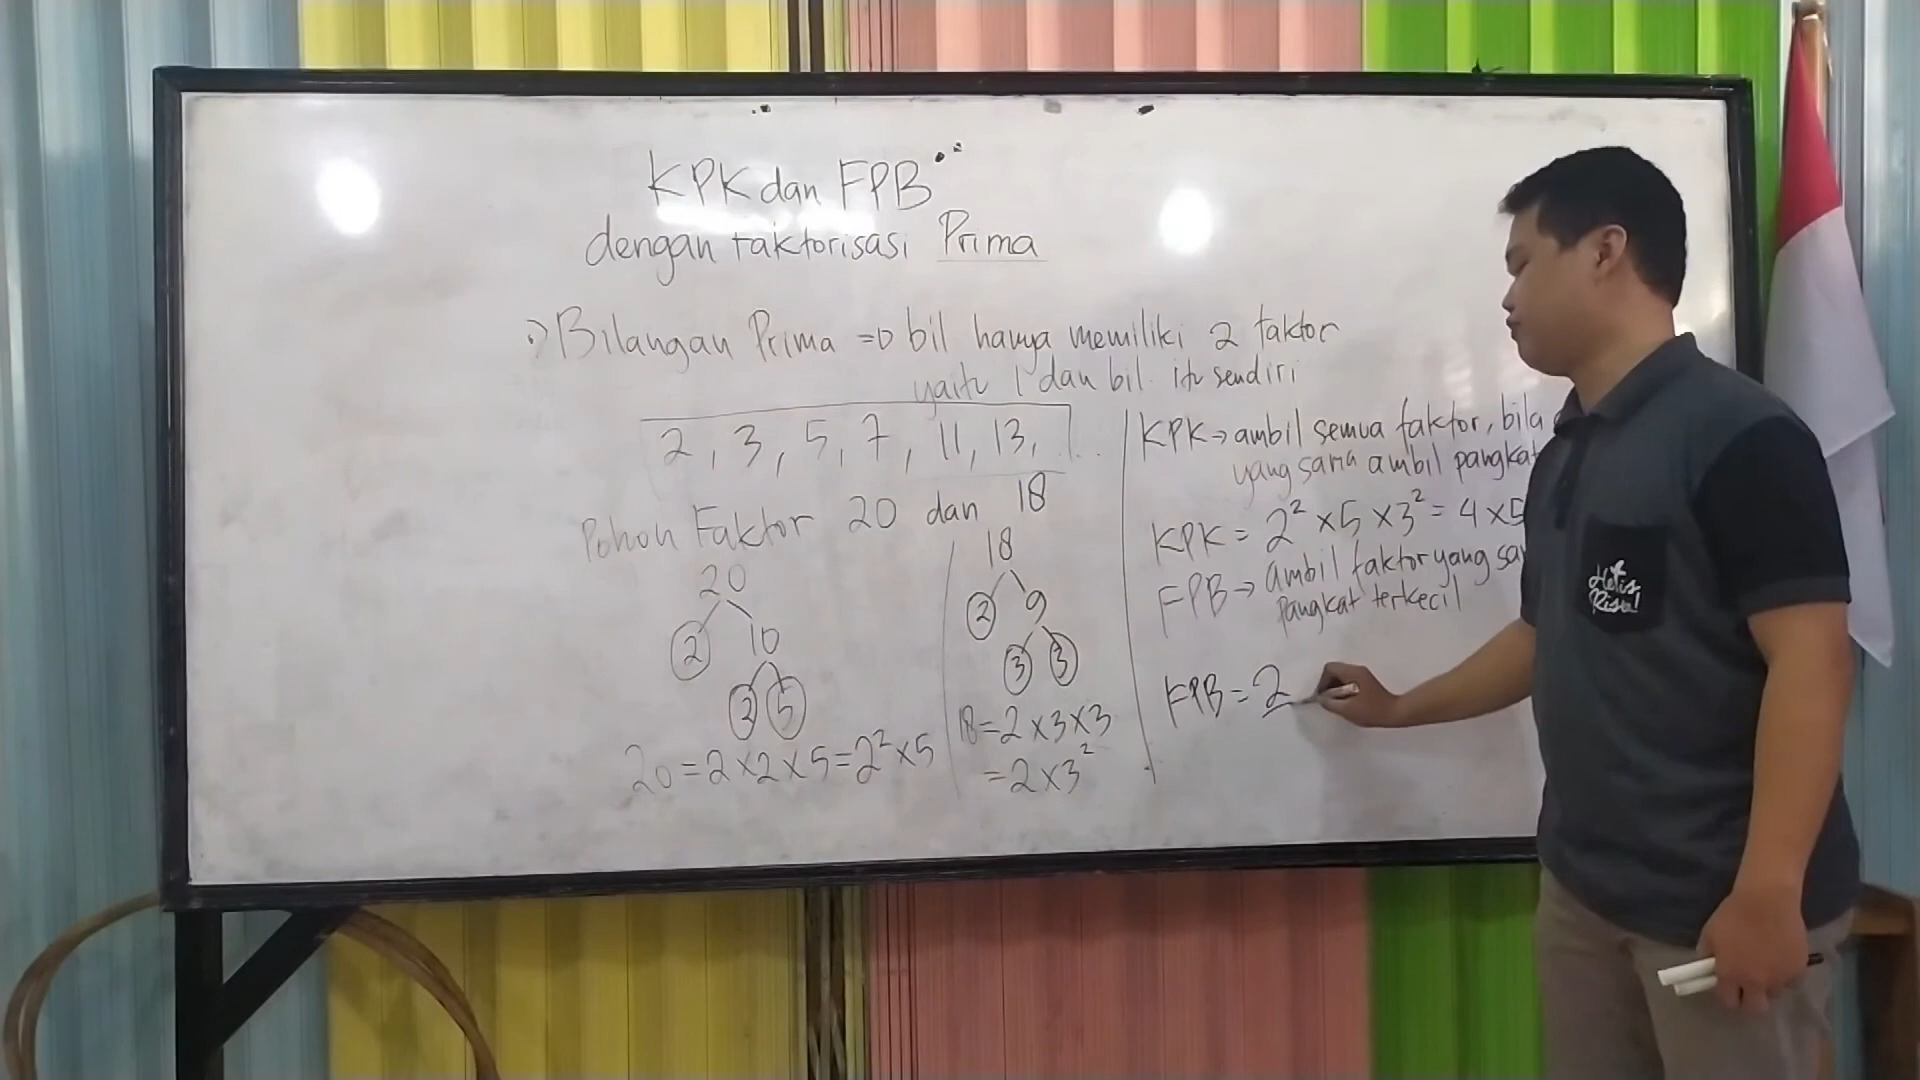 KPK dan FPB
dengan faktorisasi Prima
Bilangan Prima => bil hanya memiliki 2 faktor
yaitu 1 dan bil. itu sendiri
2, 3, 5, 7, 11, 13, ...
Pohon Faktor 20 dan 18
20
2 10
2 5
20 = 2 x 2 x 5 = 2² x 5
18
2 9
3 3
18 = 2 x 3 x 3
= 2 x 3²
KPK → ambil semua faktor, bila
yang sama ambil pangkat
KPK = 2² x 5 x 3² = 4 x 5
FPB → ambil faktor yang sa
pangkat terkecil
FPB = 2